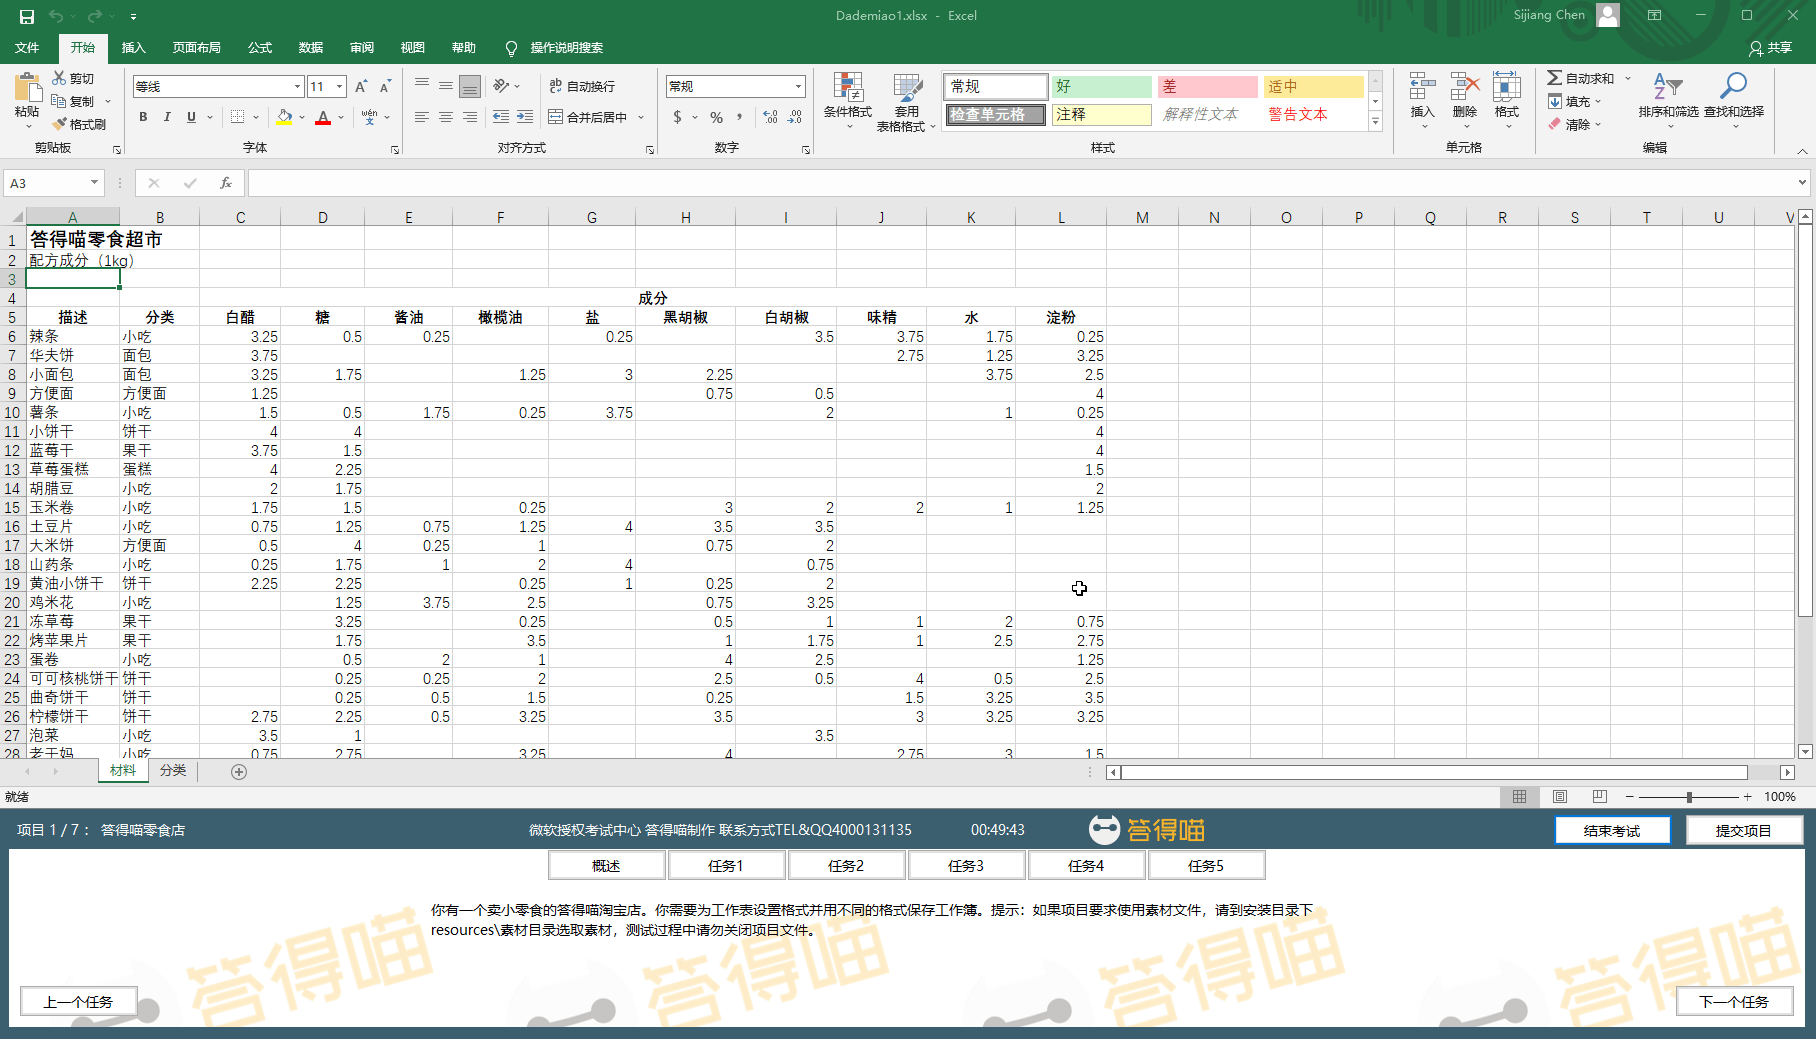 Dademiao1.xlsx - Excel
Sijiang Chen
文件 开始 插入 页面布局 公式 数据 审阅 视图 帮助 操作说明搜索 共享
粘贴 剪切 复制 格式刷 剪贴板
等线 11 B I U A wén 字体
自动换行 合并后居中 对齐方式
常规 $ % , 数字
条件格式 套用表格格式
常规 好 差 适中
检查单元格 注释 解释性文本 警告文本
样式
插入 删除 格式 单元格
自动求和 填充 清除 排序和筛选 查找和选择 编辑
A3 fx
A B C D E F G H I J K L M N O P Q R S T U V
1 答得喵零食超市
2 配方成分（1kg）
3
4 成分
5 描述 分类 白醋 糖 酱油 橄榄油 盐 黑胡椒 白胡椒 味精 水 淀粉
6 辣条 小吃 3.25 0.5 0.25 0.25 3.5 3.75 1.75 0.25
7 华夫饼 面包 3.75 2.75 1.25 3.25
8 小面包 面包 3.25 1.75 1.25 3 2.25 3.75 2.5
9 方便面 方便面 1.25 0.75 0.5 4
10 薯条 小吃 1.5 0.5 1.75 0.25 3.75 2 1 0.25
11 小饼干 饼干 4 4 4
12 蓝莓干 果干 3.75 1.5 4
13 草莓蛋糕 蛋糕 4 2.25 1.5
14 胡腊豆 小吃 2 1.75 2
15 玉米卷 小吃 1.75 1.5 0.25 3 2 2 1 1.25
16 土豆片 小吃 0.75 1.25 0.75 1.25 4 3.5 3.5
17 大米饼 方便面 0.5 4 0.25 1 0.75 2
18 山药条 小吃 0.25 1.75 1 2 4 0.75
19 黄油小饼干 饼干 2.25 2.25 0.25 1 0.25 2
20 鸡米花 小吃 1.25 3.75 2.5 0.75 3.25
21 冻草莓 果干 3.25 0.25 0.5 1 1 2 0.75
22 烤苹果片 果干 1.75 3.5 1 1.75 1 2.5 2.75
23 蛋卷 小吃 0.5 2 1 4 2.5 1.25
24 可可核桃饼干 饼干 0.25 0.25 2 2.5 0.5 4 0.5 2.5
25 曲奇饼干 饼干 0.25 0.5 1.5 0.25 1.5 3.25 3.5
26 柠檬饼干 饼干 2.75 2.25 0.5 3.25 3.5 3 3.25 3.25
27 泡菜 小吃 3.5 1 3.5
28 老干妈 小吃 0.75 2.75 3.25 4 2.75 3 1.5
材料 分类
就绪 100%
项目 1 / 7： 答得喵零食店 微软授权考试中心 答得喵制作 联系方式TEL&QQ4000131135 00:49:43 答得喵 结束考试 提交项目
概述 任务1 任务2 任务3 任务4 任务5
你有一个卖小零食的答得喵淘宝店。你需要为工作表设置格式并用不同的格式保存工作簿。提示：如果项目要求使用素材文件，请到安装目录下
resources\素材目录选取素材，测试过程中请勿关闭项目文件。
答得喵 答得喵 答得喵 答得喵
上一个任务 下一个任务